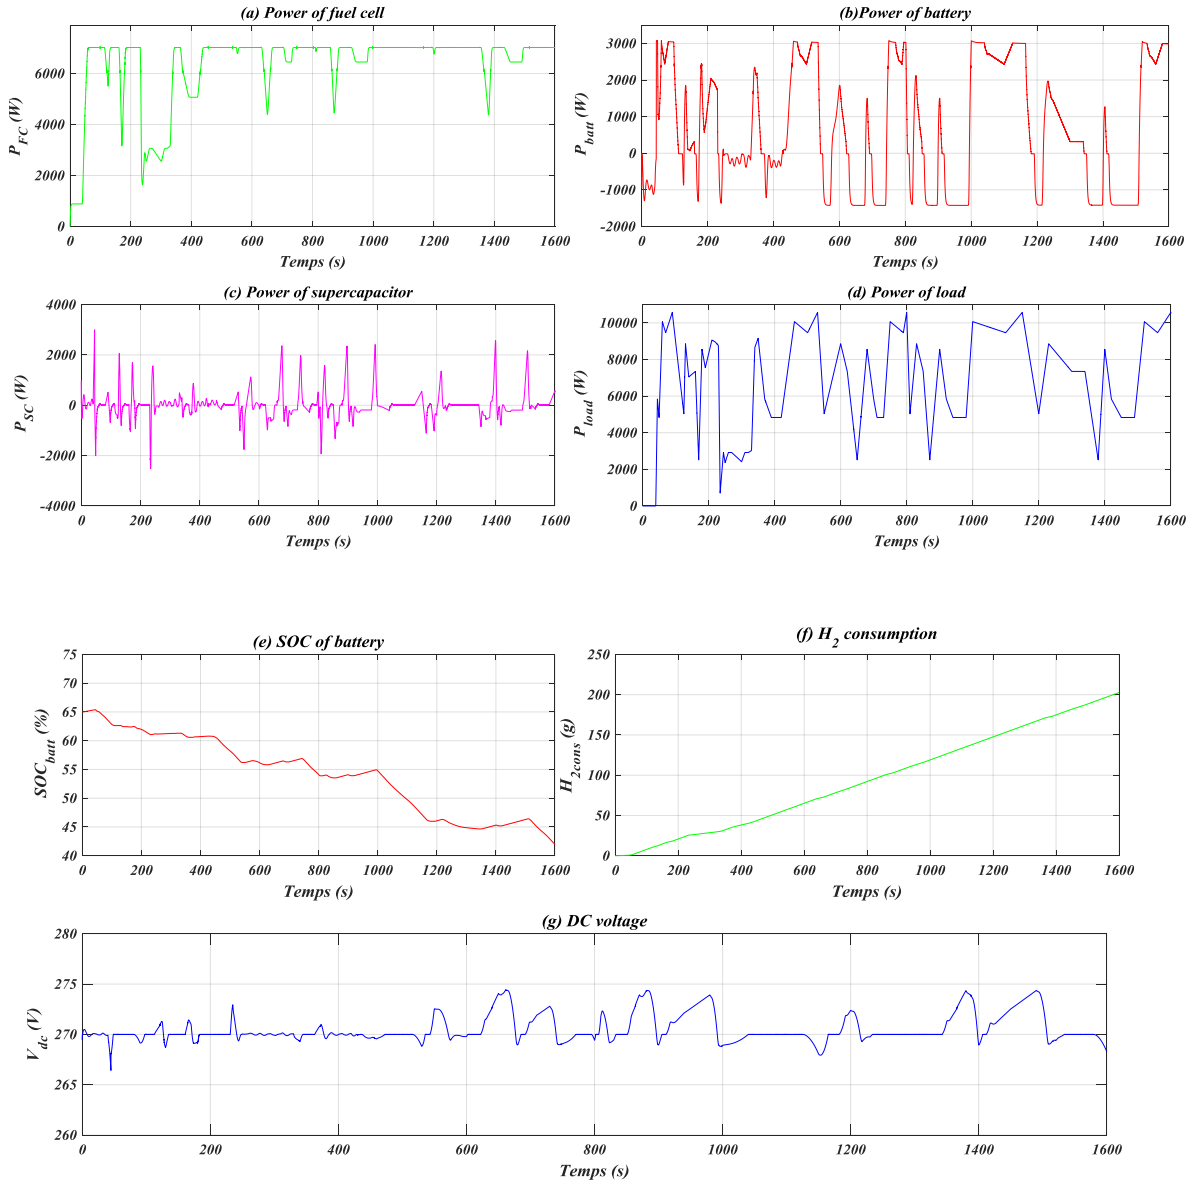 (a) Power of fuel cell
P_FC (W)
6000
4000
2000
0
0 200 400 600 800 1000 1200 1400 1600
Temps (s)
(b)Power of battery
P_batt (W)
3000
2000
1000
0
-1000
-2000
0 200 400 600 800 1000 1200 1400 1600
Temps (s)
(c) Power of supercapacitor
P_SC (W)
4000
2000
0
-2000
-4000
0 200 400 600 800 1000 1200 1400 1600
Temps (s)
(d) Power of load
P_load (W)
10000
8000
6000
4000
2000
0
0 200 400 600 800 1000 1200 1400 1600
Temps (s)
(e) SOC of battery
SOC_batt (%)
75
70
65
60
55
50
45
40
0 200 400 600 800 1000 1200 1400 1600
Temps (s)
(f) H_2 consumption
H_2cons (g)
250
200
150
100
50
0
0 200 400 600 800 1000 1200 1400 1600
Temps (s)
(g) DC voltage
V_dc (V)
280
275
270
265
260
0 200 400 600 800 1000 1200 1400 1600
Temps (s)